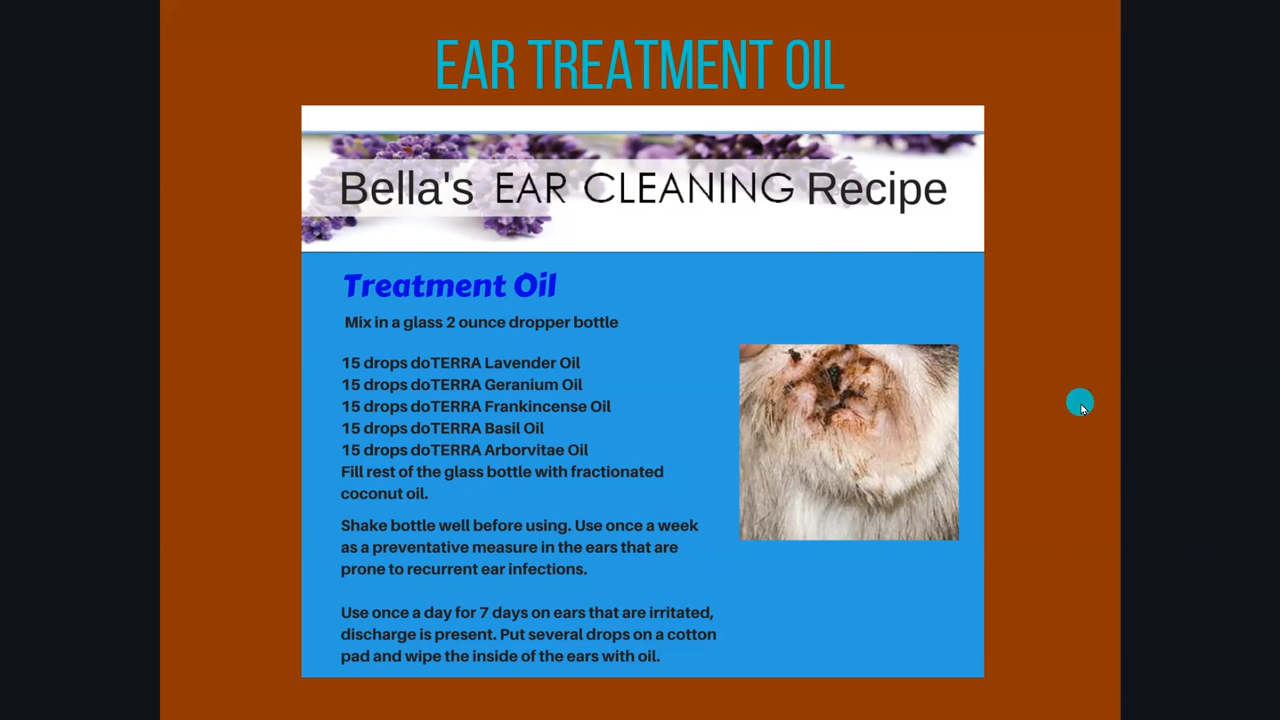 EAR TREATMENT OIL
Bella's EAR CLEANING Recipe
Treatment Oil
Mix in a glass 2 ounce dropper bottle
15 drops doTERRA Lavender Oil
15 drops doTERRA Geranium Oil
15 drops doTERRA Frankincense Oil
15 drops doTERRA Basil Oil
15 drops doTERRA Arborvitae Oil
Fill rest of the glass bottle with fractionated
coconut oil.
Shake bottle well before using. Use once a week
as a preventative measure in the ears that are
prone to recurrent ear infections.
Use once a day for 7 days on ears that are irritated,
discharge is present. Put several drops on a cotton
pad and wipe the inside of the ears with oil.